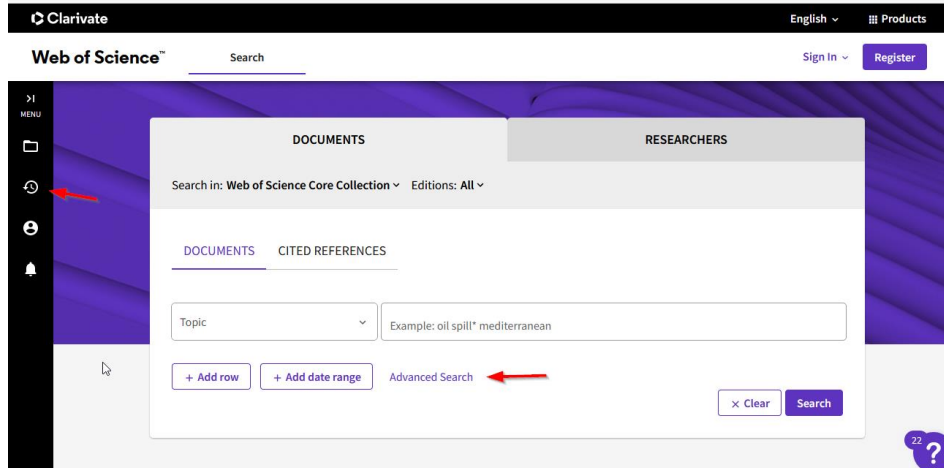 Clarivate
English
Products
Web of Science™
Search
Sign In
Register
MENU
DOCUMENTS
RESEARCHERS
Search in: Web of Science Core Collection Editions: All
DOCUMENTS
CITED REFERENCES
Topic
Example: oil spill* mediterranean
+ Add row
+ Add date range
Advanced Search
× Clear
Search
22
?